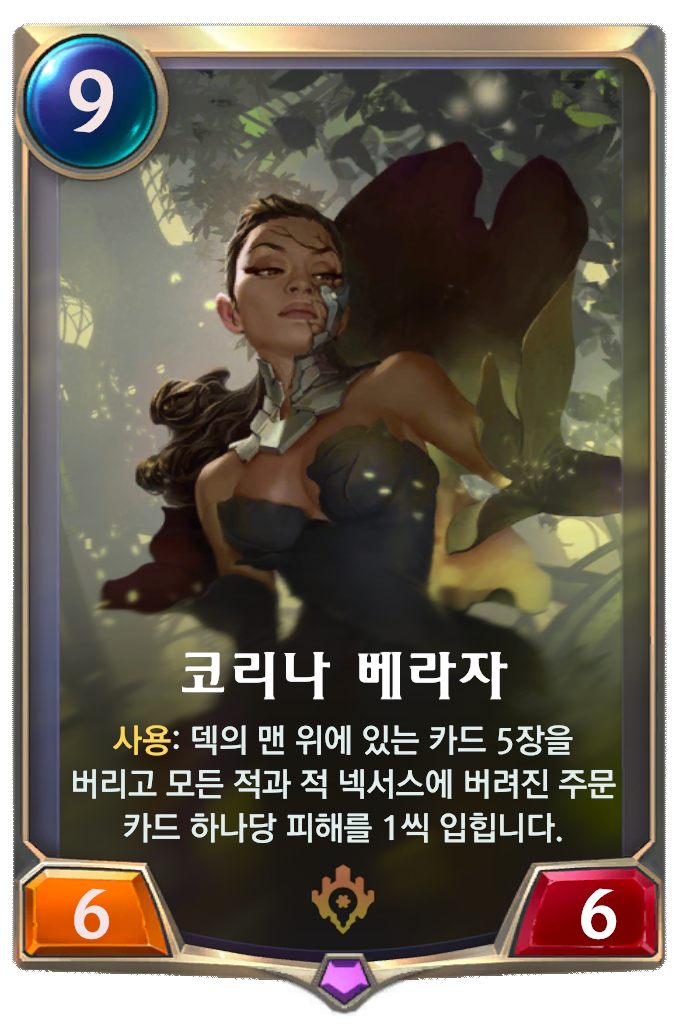 9
코리나 베라자
사용: 덱의 맨 위에 있는 카드 5장을
버리고 모든 적과 적 넥서스에 버려진 주문
카드 하나당 피해를 1씩 입힙니다.
6
6